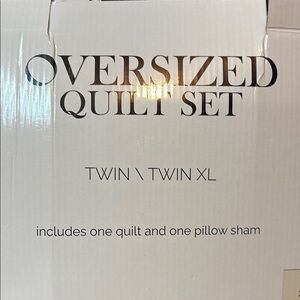 OVERSIZED
QUILT SET
TWIN \ TWIN XL
includes one quilt and one pillow sham